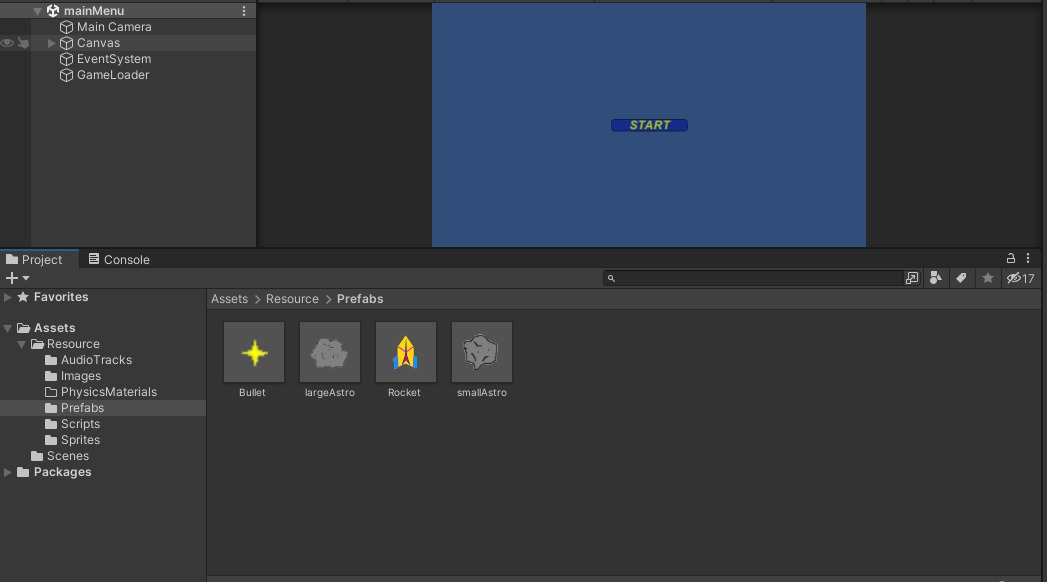 mainMenu
Main Camera
Canvas
EventSystem
GameLoader
START
Project
Console
17
Favorites
Assets
Resource
AudioTracks
Images
PhysicsMaterials
Prefabs
Scripts
Sprites
Scenes
Packages
Assets > Resource > Prefabs
Bullet
largeAstro
Rocket
smallAstro